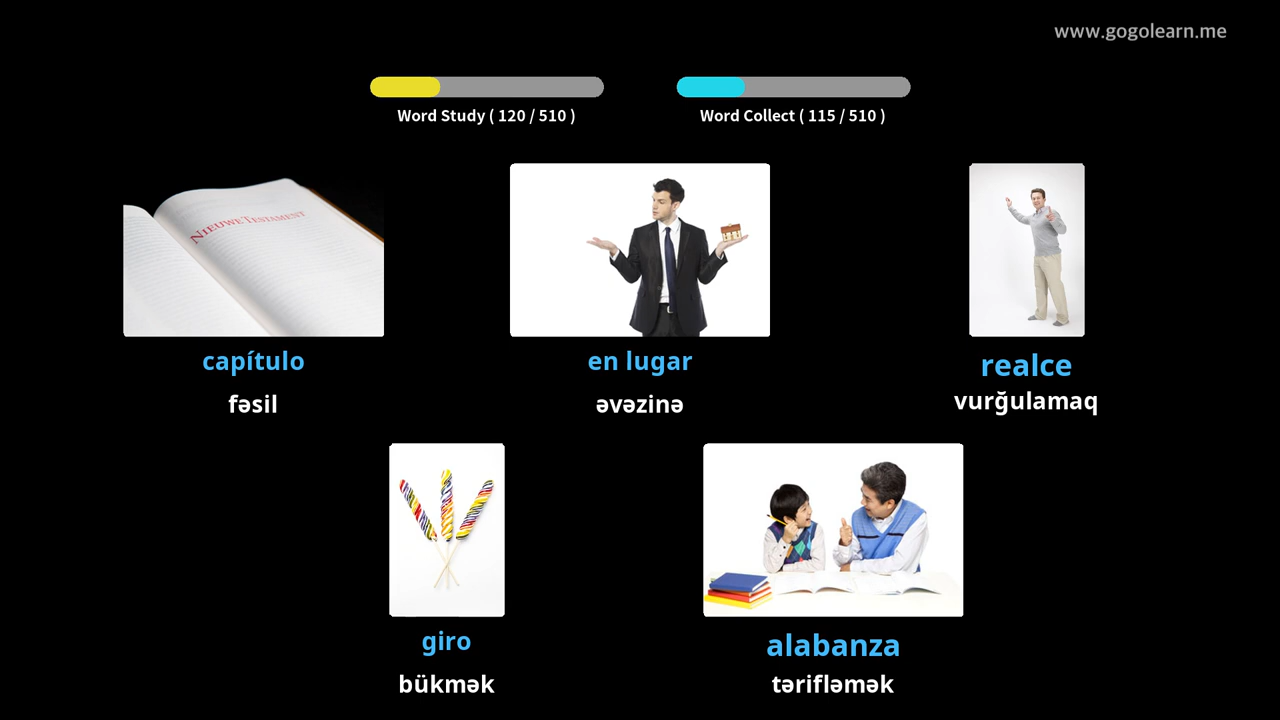 www.gogolearn.me
Word Study ( 120 / 510 )
Word Collect ( 115 / 510 )
NIEUWE TESTAMENT
capítulo
fəsil
en lugar
əvəzinə
realce
vurğulamaq
giro
bükmək
alabanza
tərifləmək